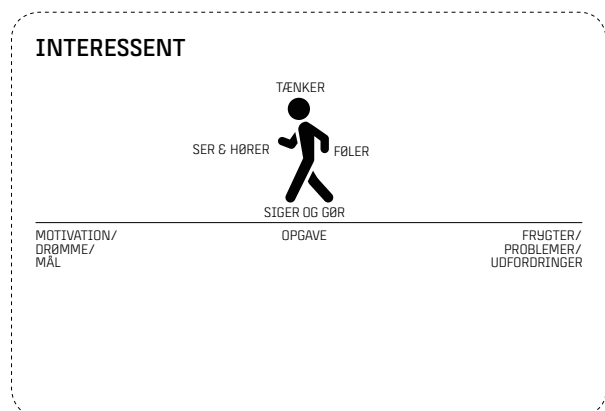 INTERESSENT
TÆNKER
SER & HØRER
FØLER
SIGER OG GØR
MOTIVATION/
DRØMME/
MÅL
OPGAVE
FRYGTER/
PROBLEMER/
UDFORDRINGER